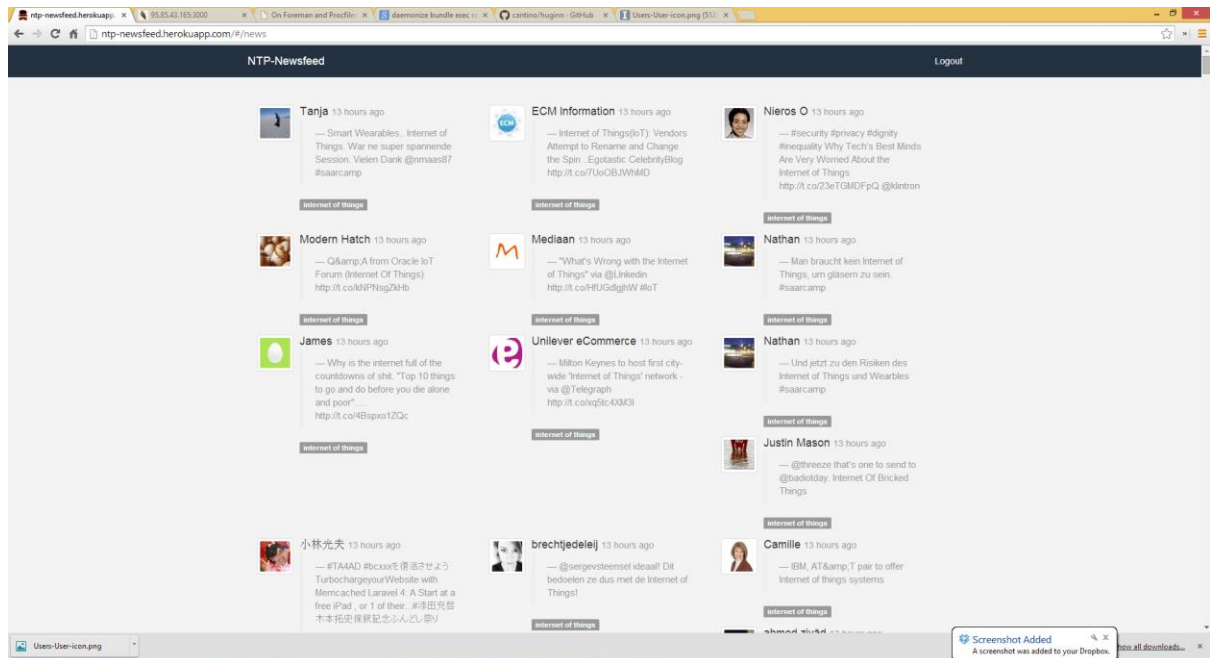 ntp-newsfeed.herokuapp.
95.85.43.165:3000
On Foreman and Procfiles
daemonize bundle exec
cantino/huginn · GitHub
Users-User-icon.png (512
ntp-newsfeed.herokuapp.com/#/news
NTP-Newsfeed
Logout
Tanja 13 hours ago
— Smart Wearables.. Internet of
Things. War ne super spannende
Session. Vielen Dank @nmaas87
#saarcamp
internet of things
ECM Information 13 hours ago
— Internet of Things(IoT): Vendors
Attempt to Rename and Change
the Spin ..Egotastic CelebrityBlog
http://t.co/7UoOBJWhMD
internet of things
Nieros O 13 hours ago
— #security #privacy #dignity
#inequality Why Tech's Best Minds
Are Very Worried About the
Internet of Things
http://t.co/23eTGMDFpQ @klintron
internet of things
Modern Hatch 13 hours ago
— Q&amp;A from Oracle IoT
Forum (Internet Of Things)
http://t.co/kNPNsgZkHb
internet of things
Mediaan 13 hours ago
— "What's Wrong with the Internet
of Things" via @LInkedin
http://t.co/HfUGdlgjhW #IoT
internet of things
Nathan 13 hours ago
— Man braucht kein Internet of
Things, um gläsern zu sein.
#saarcamp
internet of things
James 13 hours ago
— Why is the internet full of the
countdowns of shit. "Top 10 things
to go and do before you die alone
and poor".....
http://t.co/4Bspxo1ZQc
internet of things
Unilever eCommerce 13 hours ago
— Milton Keynes to host first city-
wide 'Internet of Things' network -
via @Telegraph
http://t.co/xq5tc4XM3I
internet of things
Nathan 13 hours ago
— Und jetzt zu den Risiken des
Internet of Things und Wearbles
#saarcamp
internet of things
Justin Mason 13 hours ago
— @threeze that's one to send to
@badiotday. Internet Of Bricked
Things
internet of things
小林光夫 13 hours ago
— #TA4AD #bcxxxを復活させよう
TurbochargeyourWebsite with
Memcached Laravel 4: A Start at a
free iPad , or 1 of their...#津田充啓
brechtjedeleij 13 hours ago
— @sergevsteensel ideaal! Dit
bedoelen ze dus met de Internet of
Things!
internet of things
Camille 13 hours ago
— IBM, AT&amp;T pair to offer
Internet of things systems
internet of things
ahmed ziyād 13 hours ago
Users-User-icon.png
Screenshot Added
A screenshot was added to your Dropbox.
how all downloads...